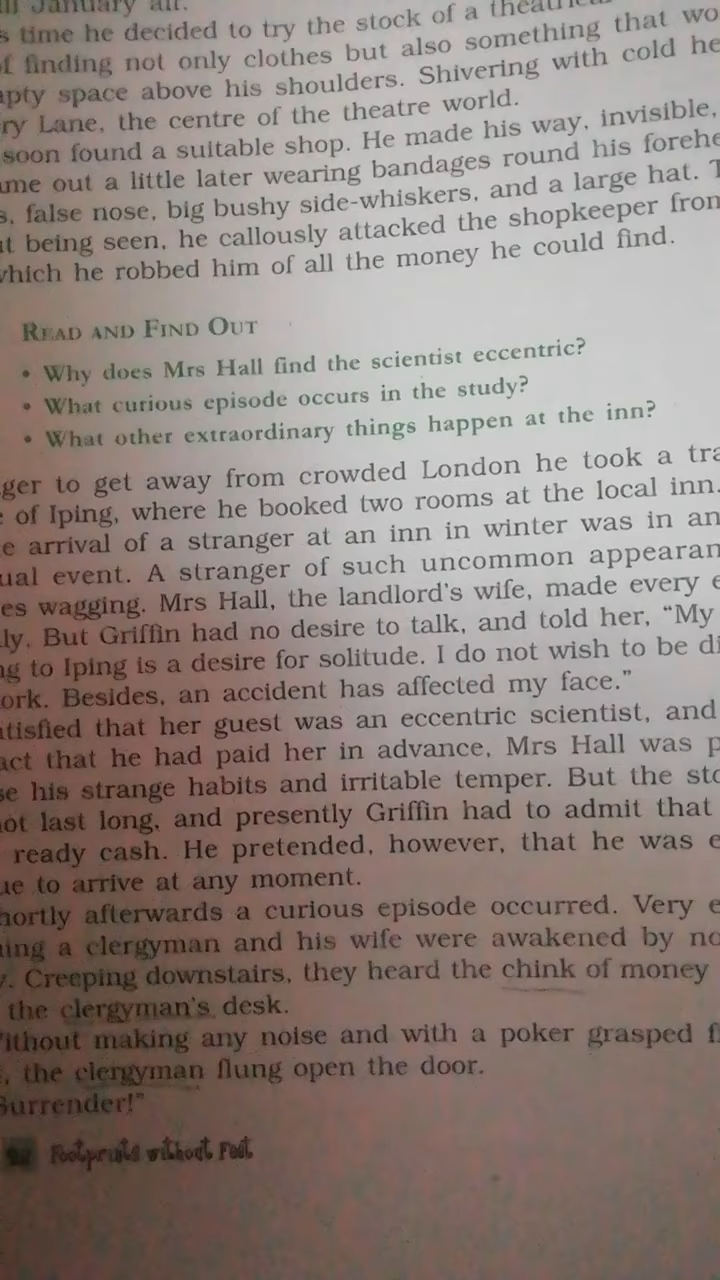 January air.
s time he decided to try the stock of a
f finding not only clothes but also something that wo
pty space above his shoulders. Shivering with cold he
ry Lane, the centre of the theatre world.
soon found a suitable shop. He made his way, invisible,
ame out a little later wearing bandages round his forehe
s, false nose, big bushy side-whiskers, and a large hat. T
t being seen, he callously attacked the shopkeeper from
which he robbed him of all the money he could find.
READ AND FIND OUT
• Why does Mrs Hall find the scientist eccentric?
• What curious episode occurs in the study?
• What other extraordinary things happen at the inn?
ger to get away from crowded London he took a tra
e of Iping, where he booked two rooms at the local inn.
e arrival of a stranger at an inn in winter was in an
ual event. A stranger of such uncommon appearan
es wagging. Mrs Hall, the landlord's wife, made every e
ly. But Griffin had no desire to talk, and told her, “My
ng to Iping is a desire for solitude. I do not wish to be di
ork. Besides, an accident has affected my face.”
tisfied that her guest was an eccentric scientist, and
act that he had paid her in advance, Mrs Hall was p
se his strange habits and irritable temper. But the sto
ot last long, and presently Griffin had to admit that
ready cash. He pretended, however, that he was e
ue to arrive at any moment.
hortly afterwards a curious episode occurred. Very e
ning a clergyman and his wife were awakened by no
y. Creeping downstairs, they heard the chink of money
the clergyman's desk.
ithout making any noise and with a poker grasped fi
, the clergyman flung open the door.
Surrender!”
Footprints without Feet